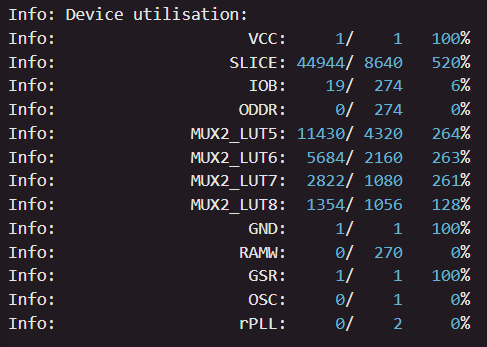 Info: Device utilisation:
Info: VCC: 1/ 1 100%
Info: SLICE: 44944/ 8640 520%
Info: IOB: 19/ 274 6%
Info: ODDR: 0/ 274 0%
Info: MUX2_LUT5: 11430/ 4320 264%
Info: MUX2_LUT6: 5684/ 2160 263%
Info: MUX2_LUT7: 2822/ 1080 261%
Info: MUX2_LUT8: 1354/ 1056 128%
Info: GND: 1/ 1 100%
Info: RAMW: 0/ 270 0%
Info: GSR: 1/ 1 100%
Info: OSC: 0/ 1 0%
Info: rPLL: 0/ 2 0%